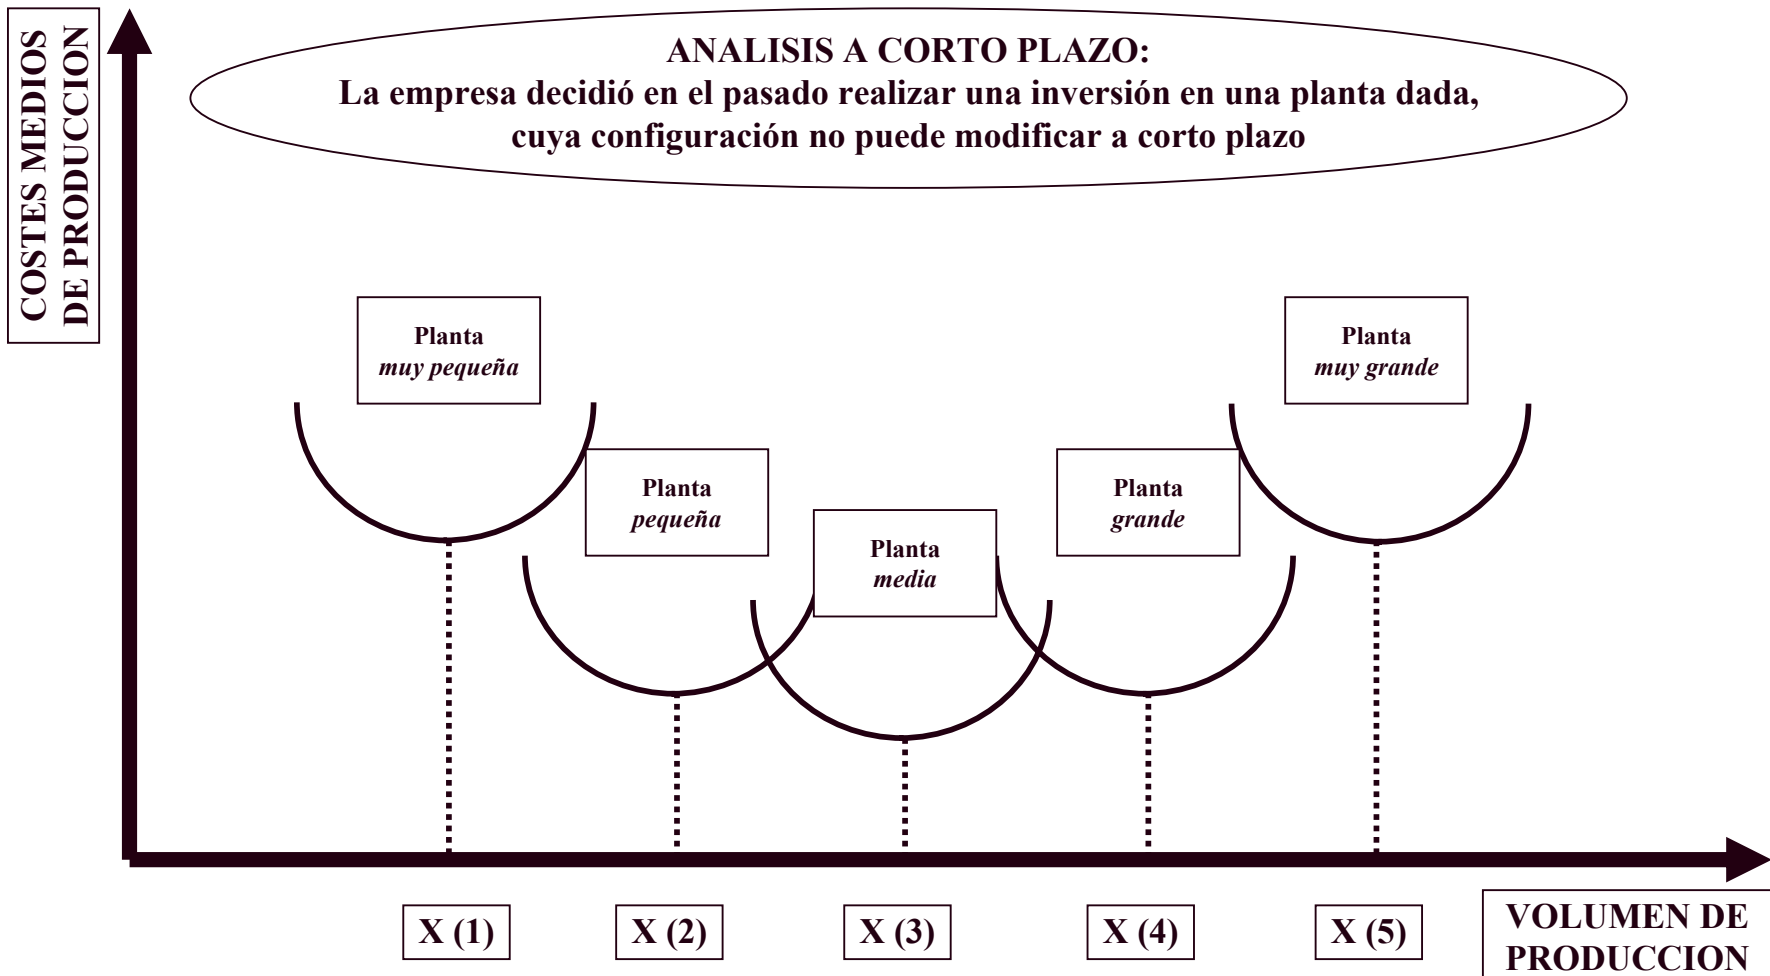 COSTES MEDIOS
DE PRODUCCION
ANALISIS A CORTO PLAZO:
La empresa decidió en el pasado realizar una inversión en una planta dada,
cuya configuración no puede modificar a corto plazo
Planta
muy pequeña
Planta
pequeña
Planta
media
Planta
grande
Planta
muy grande
X (1)
X (2)
X (3)
X (4)
X (5)
VOLUMEN DE
PRODUCCION